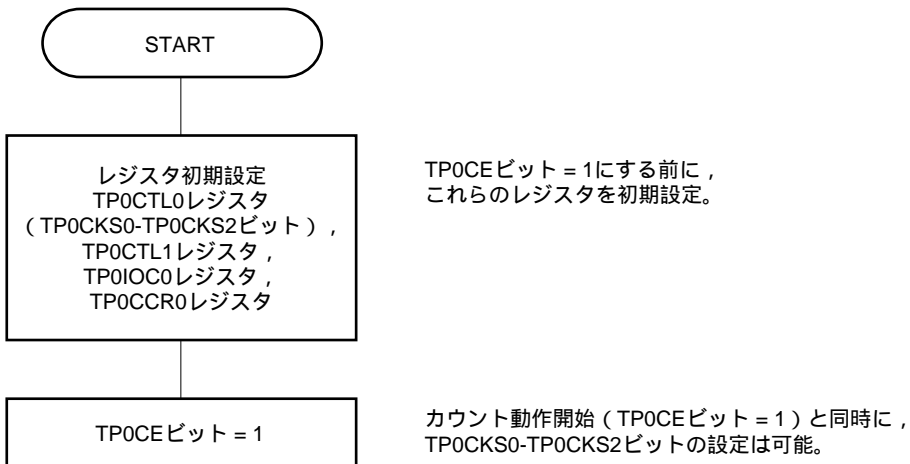 START
レジスタ初期設定
TP0CTL0レジスタ
（TP0CKS0-TP0CKS2ビット），
TP0CTL1レジスタ，
TP0IOC0レジスタ，
TP0CCR0レジスタ
TP0CEビット = 1にする前に，
これらのレジスタを初期設定。
TP0CEビット = 1
カウント動作開始（TP0CEビット = 1）と同時に，
TP0CKS0-TP0CKS2ビットの設定は可能。